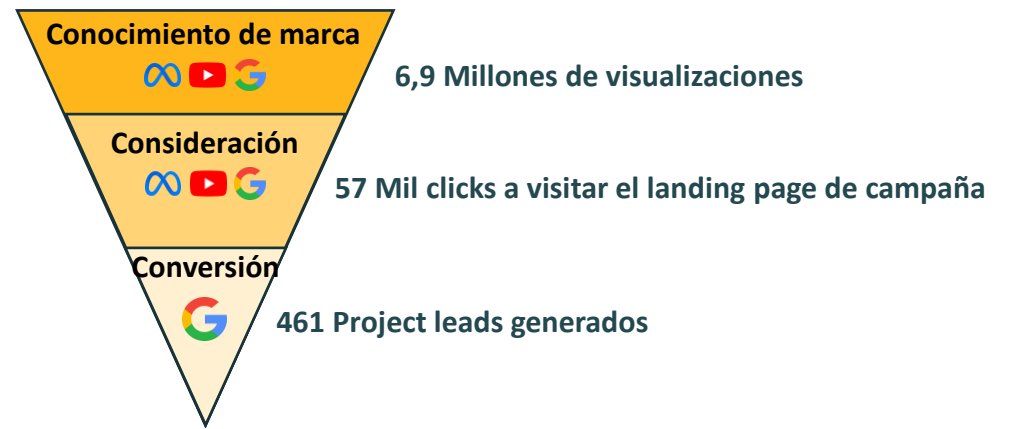 Conocimiento de marca
6,9 Millones de visualizaciones
Consideración
57 Mil clicks a visitar el landing page de campaña
Conversión
461 Project leads generados